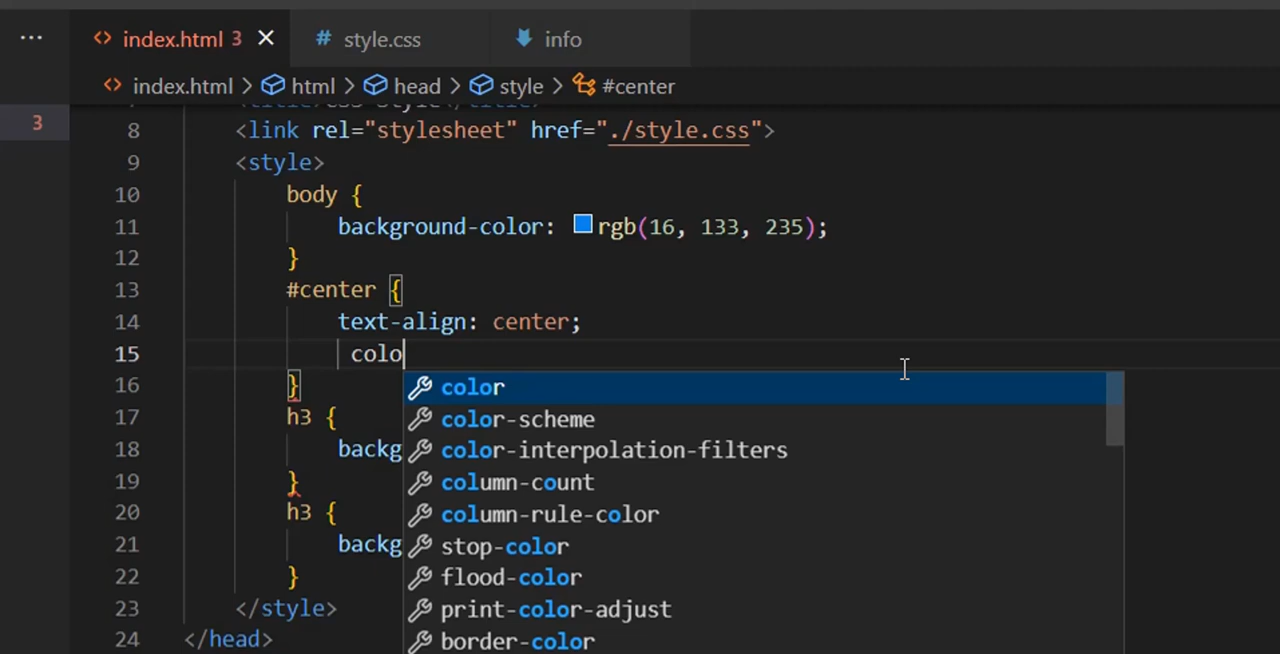 ··· <> index.html 3 × # style.css info
<> index.html > html > head > style > #center
3
8 <link rel="stylesheet" href="./style.css">
9 <style>
10 body {
11 background-color: rgb(16, 133, 235);
12 }
13 #center {
14 text-align: center;
15 colo
16 }
color
17 h3 {
color-scheme
18 backg
color-interpolation-filters
19 }
column-count
20 h3 {
column-rule-color
21 backg
stop-color
22 }
flood-color
23 </style>
print-color-adjust
24 </head>
border-color